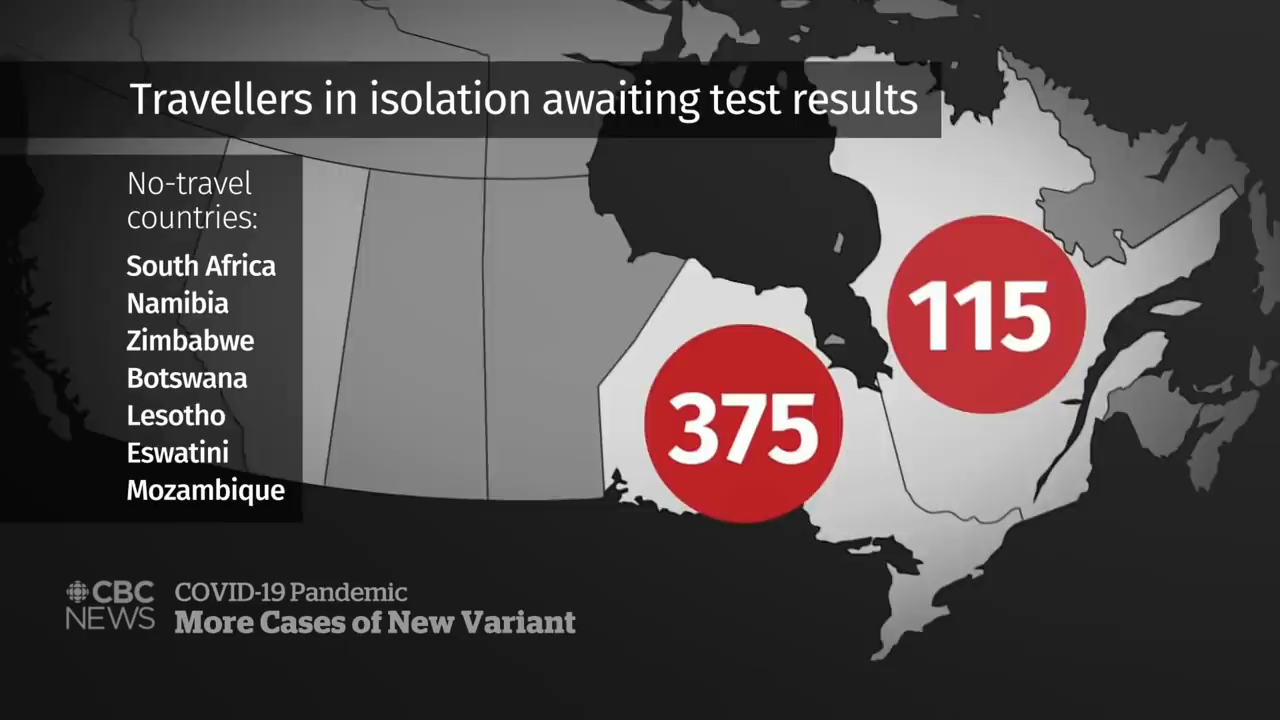 Travellers in isolation awaiting test results
No-travel
countries:
South Africa
Namibia
Zimbabwe
Botswana
Lesotho
Eswatini
Mozambique
115
375
CBC
NEWS
COVID-19 Pandemic
More Cases of New Variant